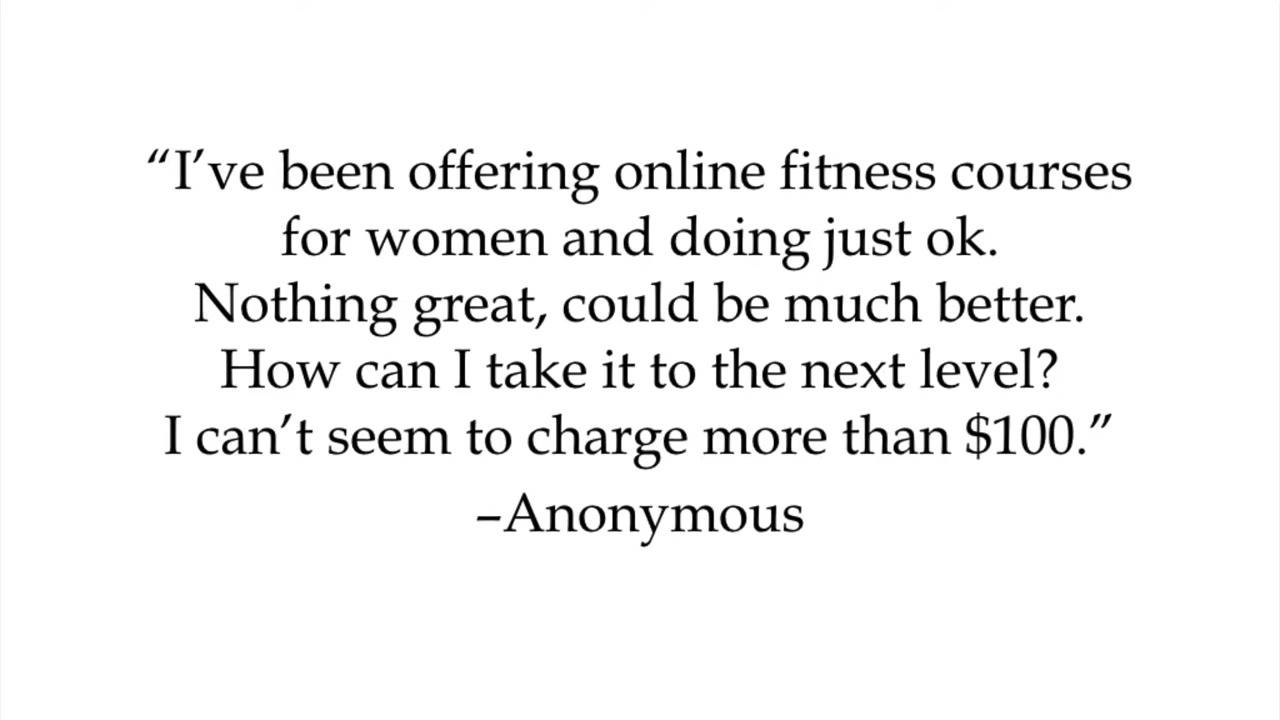 “I’ve been offering online fitness courses
for women and doing just ok.
Nothing great, could be much better.
How can I take it to the next level?
I can’t seem to charge more than $100.”
–Anonymous